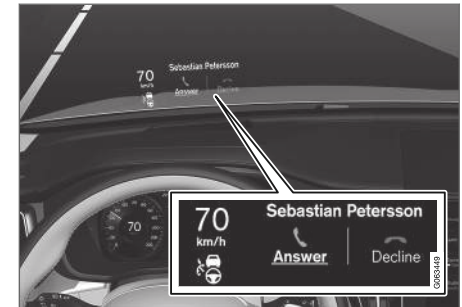 70
km/h
Sebastian Petersson
Answer
Decline
70
70
km/h
Sebastian Petersson
Answer
Decline
G063449